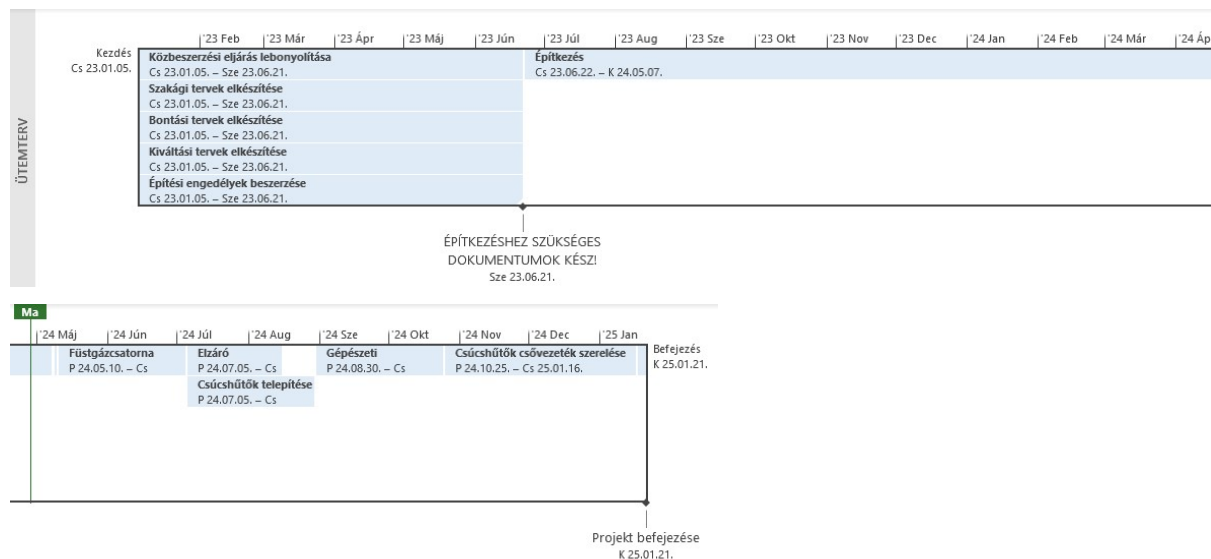 ÜTEMTERV
'23 Feb '23 Már '23 Ápr '23 Máj '23 Jún '23 Júl '23 Aug '23 Sze '23 Okt '23 Nov '23 Dec '24 Jan '24 Feb '24 Már '24 Áp
Kezdés
Cs 23.01.05.
Közbeszerzési eljárás lebonyolítása
Cs 23.01.05. – Sze 23.06.21.
Szakági tervek elkészítése
Cs 23.01.05. – Sze 23.06.21.
Bontási tervek elkészítése
Cs 23.01.05. – Sze 23.06.21.
Kiváltási tervek elkészítése
Cs 23.01.05. – Sze 23.06.21.
Építési engedélyek beszerzése
Cs 23.01.05. – Sze 23.06.21.
Építkezés
Cs 23.06.22. – K 24.05.07.
ÉPÍTKEZÉSHEZ SZÜKSÉGES
DOKUMENTUMOK KÉSZ!
Sze 23.06.21.
Ma
'24 Máj '24 Jún '24 Júl '24 Aug '24 Sze '24 Okt '24 Nov '24 Dec '25 Jan
Füstgázcsatorna
P 24.05.10. – Cs
Elzáró
P 24.07.05. – Cs
Csúcshűtők telepítése
P 24.07.05. – Cs
Gépészeti
P 24.08.30. – Cs
Csúcshűtők csővezeték szerelése
P 24.10.25. – Cs 25.01.16.
Befejezés
K 25.01.21.
Projekt befejezése
K 25.01.21.